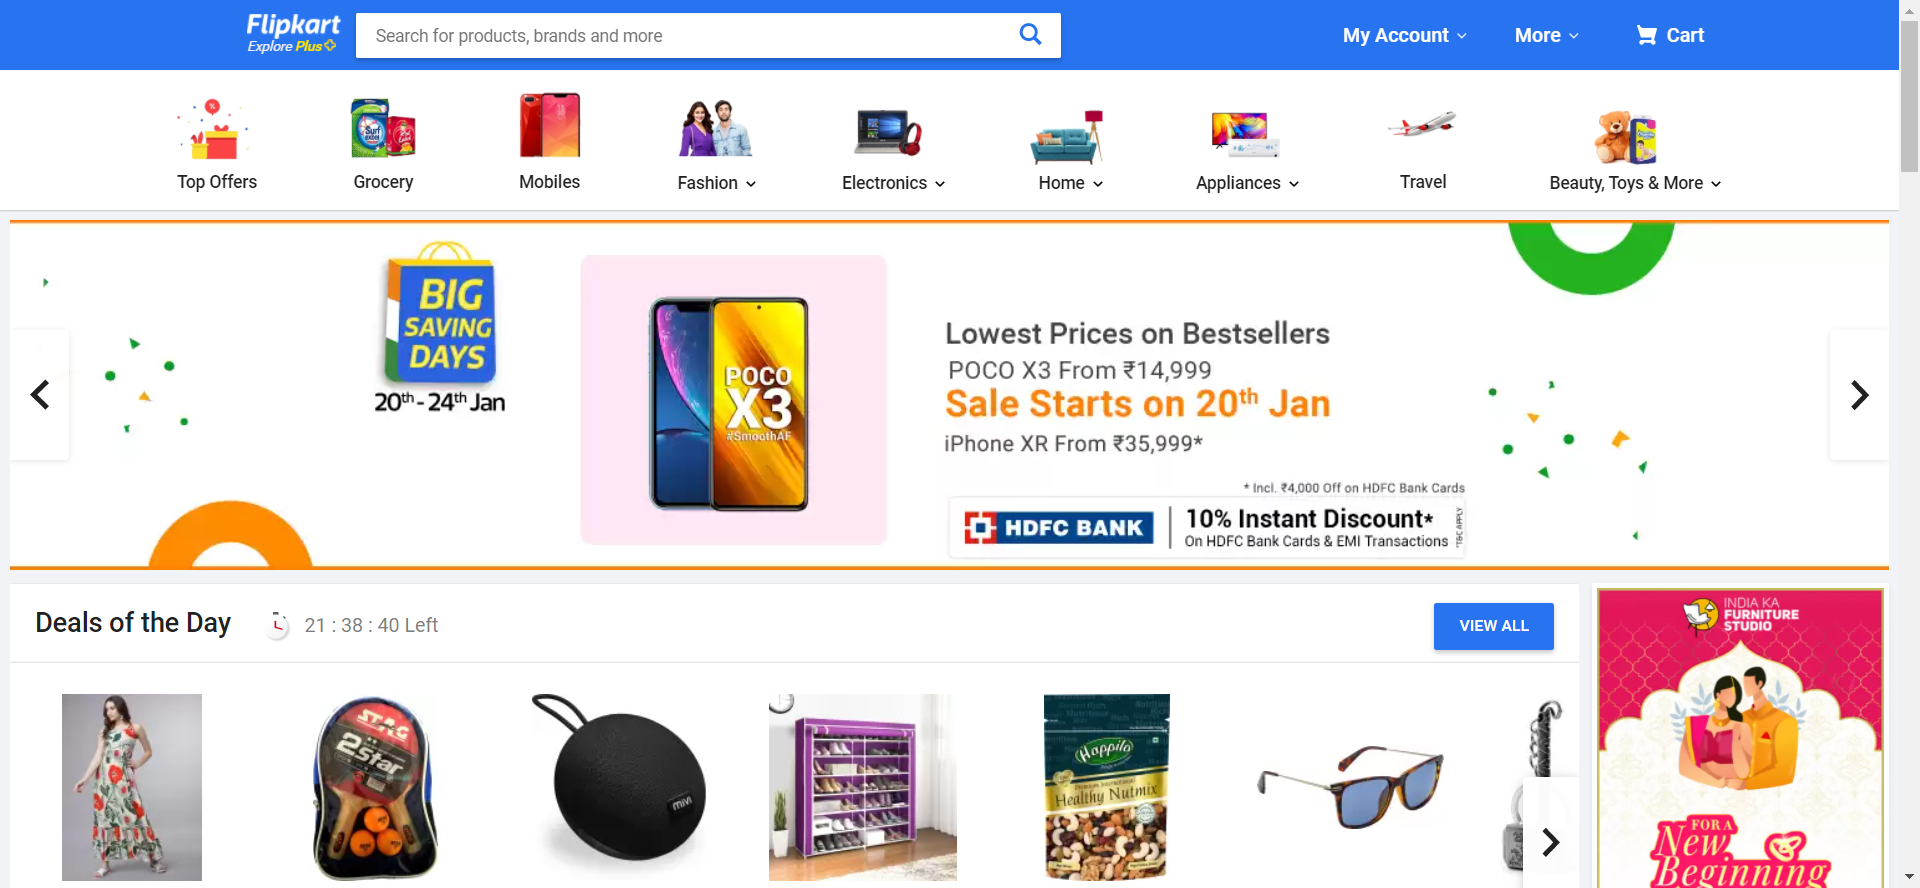 Flipkart
Explore Plus
Search for products, brands and more
My Account
More
Cart
Top Offers
Grocery
Mobiles
Fashion
Electronics
Home
Appliances
Travel
Beauty, Toys & More
Surf excel
BIG
SAVING
DAYS
20th - 24th Jan
POCO
X3
#SmoothAF
Lowest Prices on Bestsellers
POCO X3 From ₹14,999
Sale Starts on 20th Jan
iPhone XR From ₹35,999*
* Incl. ₹4,000 Off on HDFC Bank Cards
HDFC BANK
10% Instant Discount*
On HDFC Bank Cards & EMI Transactions
*T&C APPLY
Deals of the Day
21 : 38 : 40 Left
VIEW ALL
STAG
2star
mivi
Happilo
Healthy Nutmix
INDIA KA
FURNITURE
STUDIO
FOR A
New
Beginning